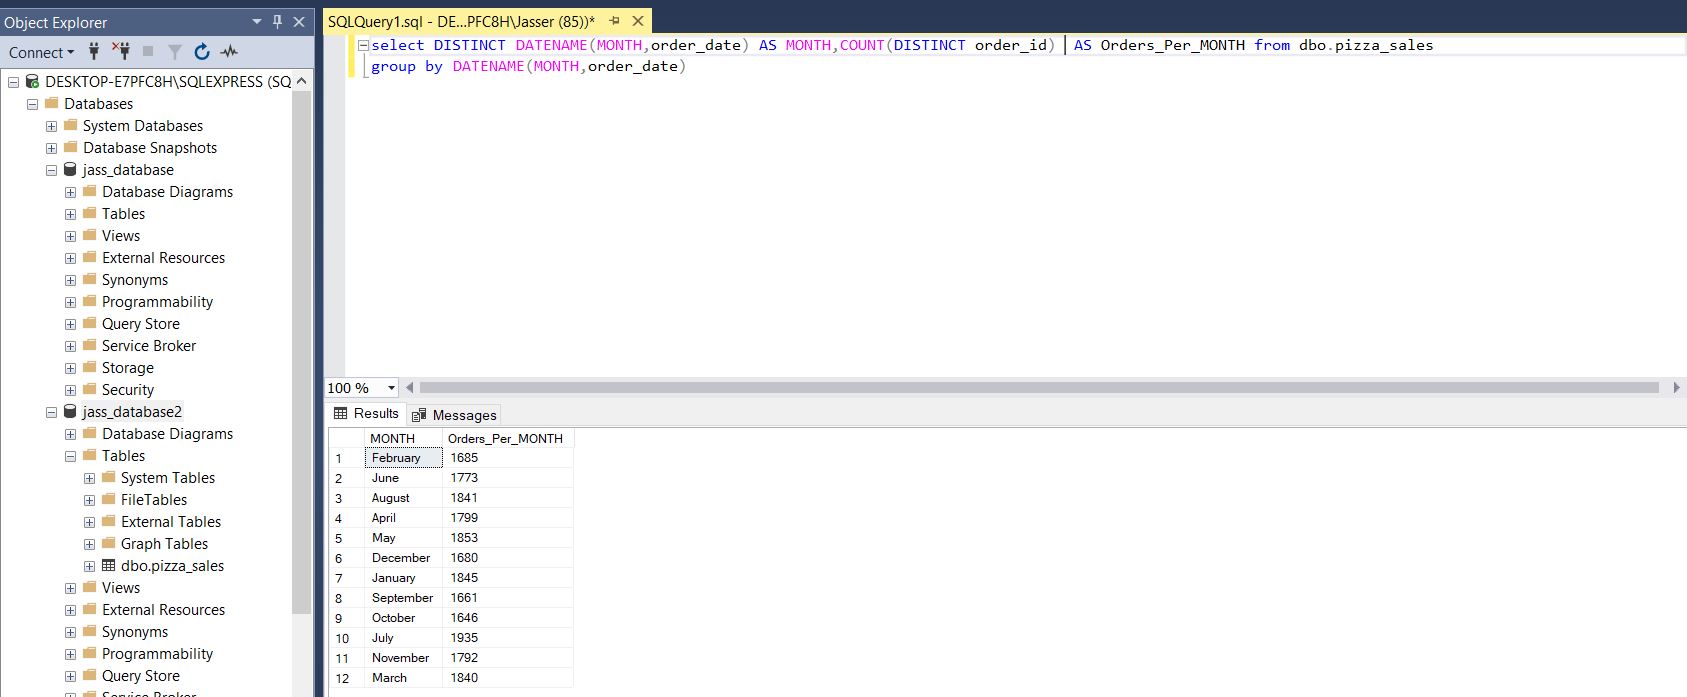 Object Explorer
Connect
DESKTOP-E7PFC8H\SQLEXPRESS (SQ
Databases
System Databases
Database Snapshots
jass_database
Database Diagrams
Tables
Views
External Resources
Synonyms
Programmability
Query Store
Service Broker
Storage
Security
jass_database2
Database Diagrams
Tables
System Tables
FileTables
External Tables
Graph Tables
dbo.pizza_sales
Views
External Resources
Synonyms
Programmability
Query Store
Service Broker
SQLQuery1.sql - DE...PFC8H\Jasser (85))*
select DISTINCT DATENAME(MONTH,order_date) AS MONTH,COUNT(DISTINCT order_id) AS Orders_Per_MONTH from dbo.pizza_sales
group by DATENAME(MONTH,order_date)
100 %
Results Messages
MONTH Orders_Per_MONTH
1 February 1685
2 June 1773
3 August 1841
4 April 1799
5 May 1853
6 December 1680
7 January 1845
8 September 1661
9 October 1646
10 July 1935
11 November 1792
12 March 1840